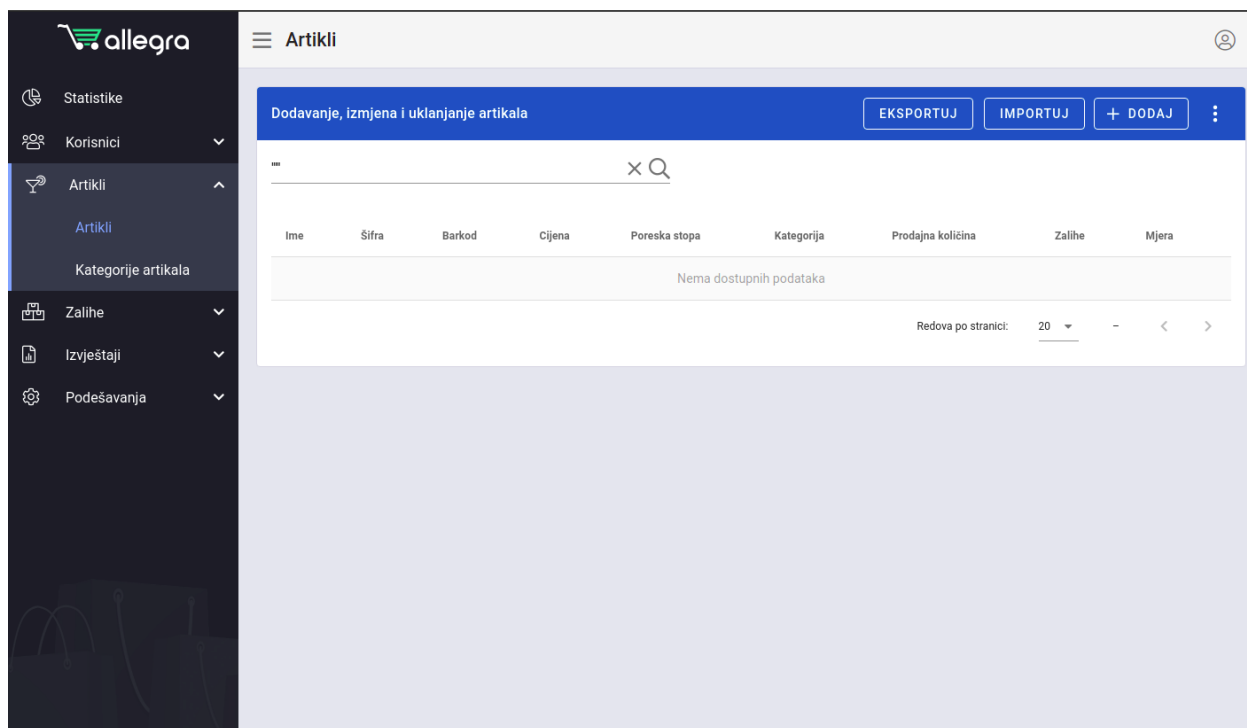 allegra
Artikli
Statistike
Korisnici
Artikli
Artikli
Kategorije artikala
Zalihe
Izvještaji
Podešavanja
Dodavanje, izmjena i uklanjanje artikala
EKSPORTUJ
IMPORTUJ
+ DODAJ
""
Ime Šifra Barkod Cijena Poreska stopa Kategorija Prodajna količina Zalihe Mjera
Nema dostupnih podataka
Redova po stranici: 20 –